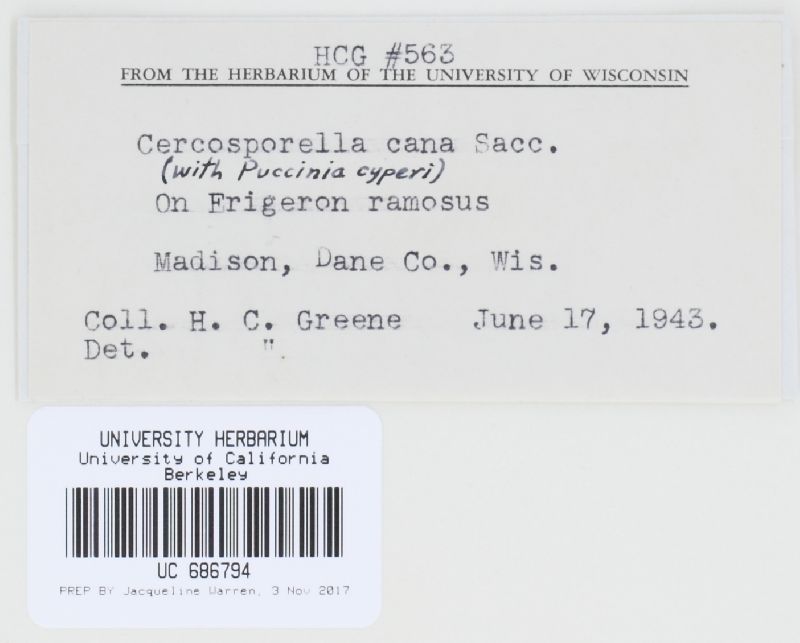 HCG #563
FROM THE HERBARIUM OF THE UNIVERSITY OF WISCONSIN
Cercosporella cana Sacc.
(with Puccinia cyperi)
On Erigeron ramosus
Madison, Dane Co., Wis.
Coll. H. C. Greene    June 17, 1943.
Det.    "
UNIVERSITY HERBARIUM
University of California
Berkeley
UC 686794
PREP BY Jacqueline Warren, 3 Nov 2017